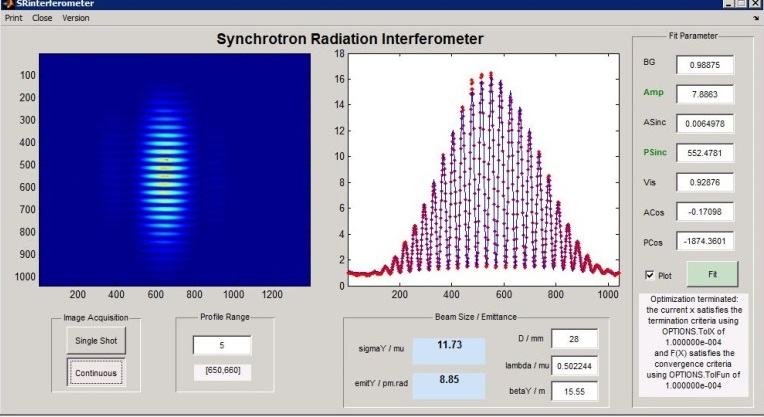 SRinterferometer
Print Close Version
Synchrotron Radiation Interferometer
100
200
300
400
500
600
700
800
900
1000
200 400 600 800 1000 1200
18
16
14
12
10
8
6
4
2
0
200 400 600 800 1000
Fit Parameter
BG 0.98875
Amp 7.8863
ASinc 0.0064978
PSinc 552.4781
Vis 0.92876
ACos -0.17098
PCos -1874.3601
Plot Fit
Optimization terminated:
the current x satisfies the
termination criteria using
OPTIONS.TolX of
1.000000e-004
and F(X) satisfies the
convergence criteria
using OPTIONS.TolFun of
1.000000e-004
Image Acquisition
Single Shot
Continuous
Profile Range
5
[650,660]
Beam Size / Emittance
sigmaY / mu 11.73
emitY / pm.rad 8.85
D / mm 28
lambda / mu 0.502244
betaY / m 15.55